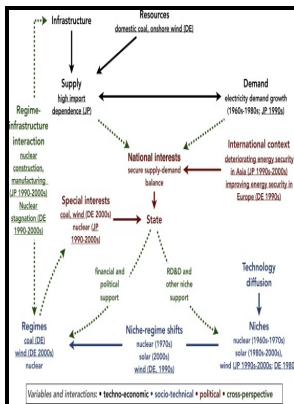 Infrastructure
Resources
domestic coal, onshore wind (DE)
Supply
high import
dependence (JP)
Demand
electricity demand growth
(1960s-1980s; JP 1990s)
Regime-
infrastructure
interaction
nuclear
construction,
manufacturing (JP
1990-2000s)
Nuclear
stagnation (DE
1990-2000s)
National interests
secure supply-demand
balance
International context
deteriorating energy security
in Asia (JP 1990s-2000s)
improving energy security in
Europe (DE 1990s)
Special interests
coal, wind (DE 2000s)
nuclear (JP
1990-2000s)
State
financial and
political
support
RD&D and
other niche
support
Technology
diffusion
Regimes
coal (DE)
wind (DE 2000s)
nuclear
Niche-regime shifts
nuclear (1970s)
solar (2000s)
wind (DE, 1990s)
Niches
nuclear (1960s-1970s)
solar (1980s-2000s),
wind (JP 1990s-2000s; DE 1980s)
Variables and interactions: • techno-economic • socio-technical • political • cross-perspective